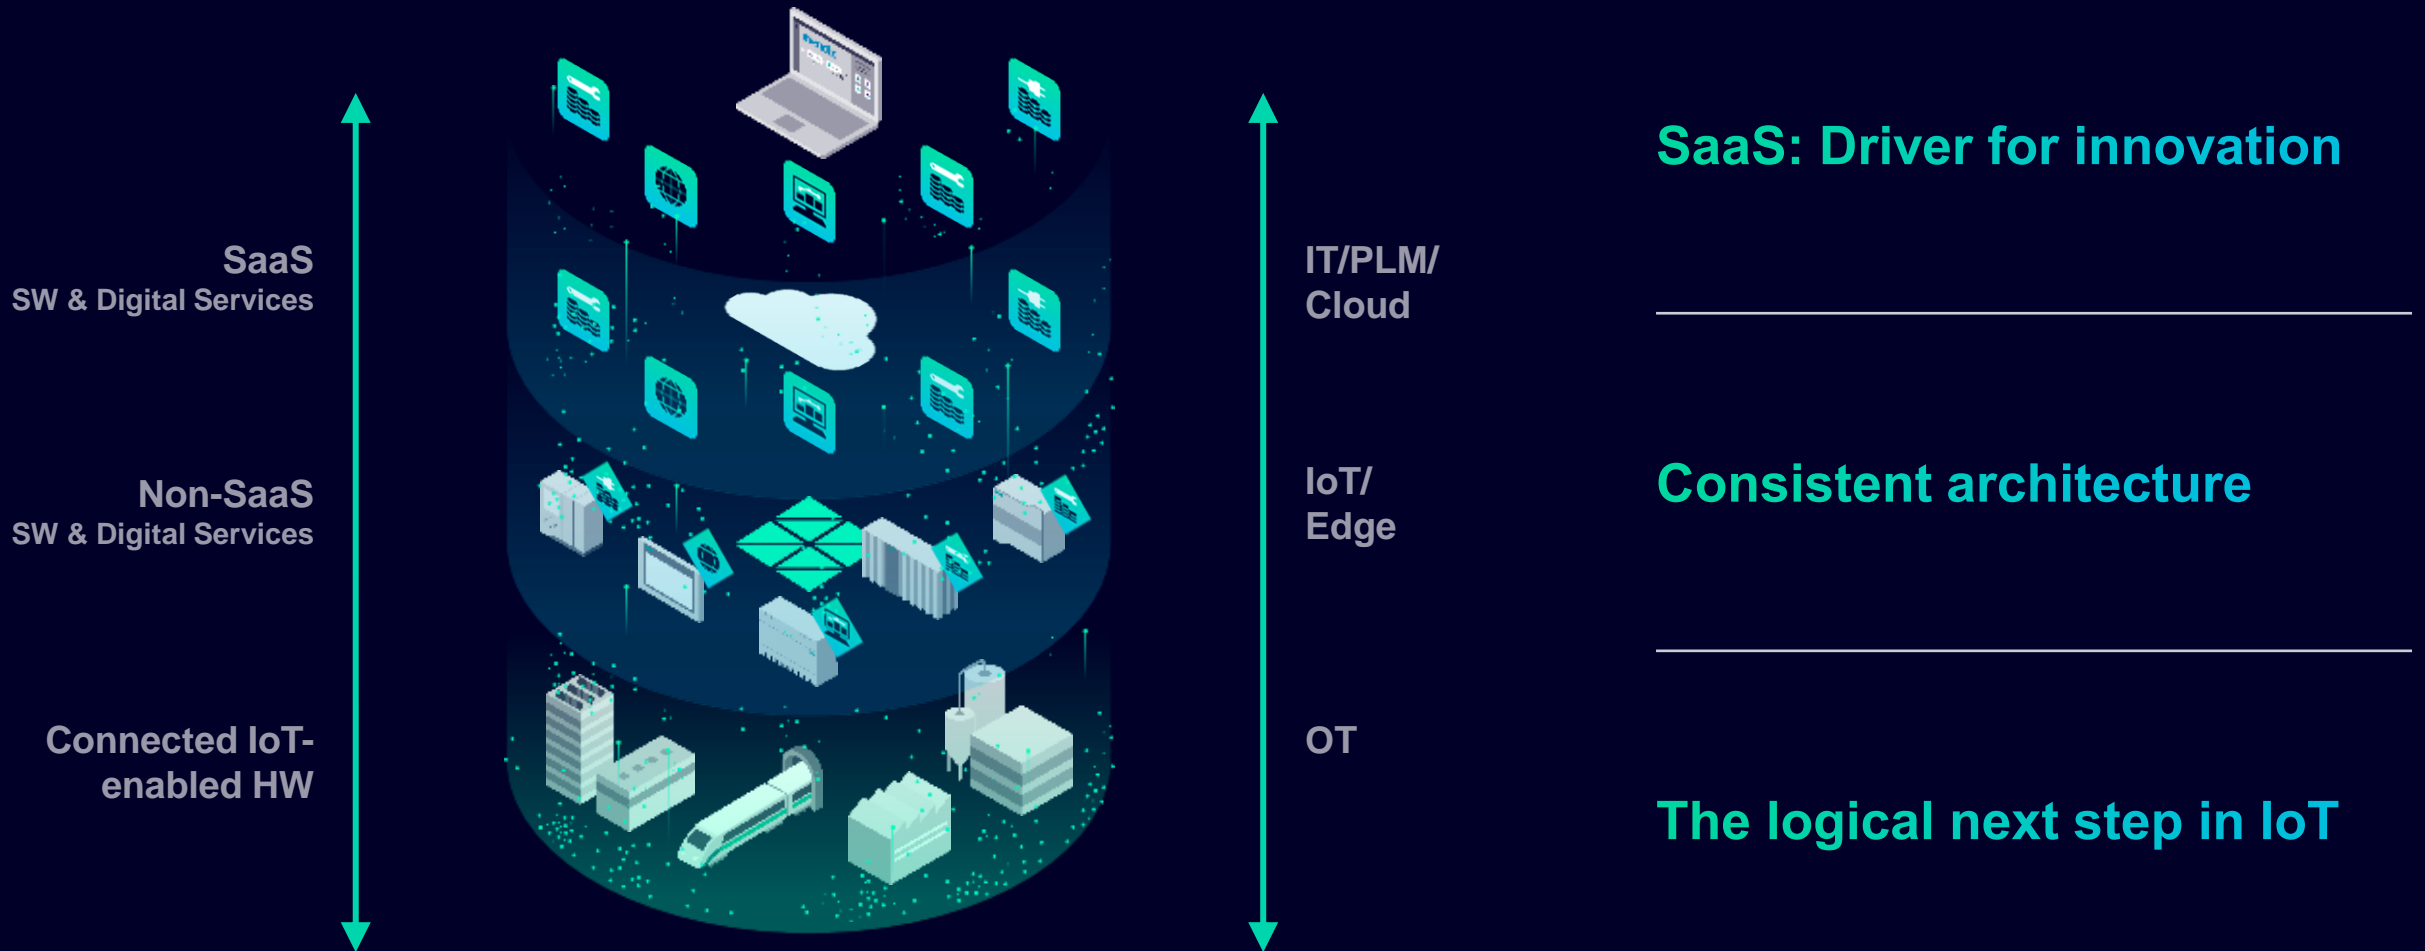 SaaS
SW & Digital Services
Non-SaaS
SW & Digital Services
Connected IoT-
enabled HW
IT/PLM/
Cloud
IoT/
Edge
OT
SaaS: Driver for innovation
Consistent architecture
The logical next step in IoT